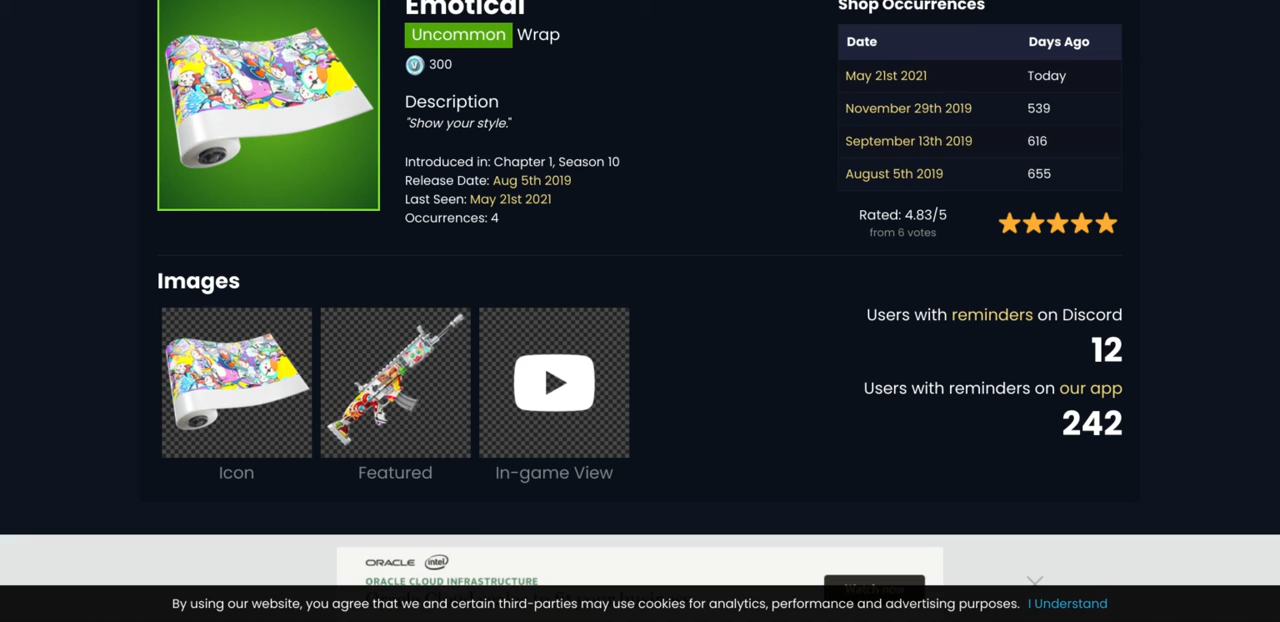 Emotical
Uncommon Wrap
300
Description
"Show your style."
Introduced in: Chapter 1, Season 10
Release Date: Aug 5th 2019
Last Seen: May 21st 2021
Occurrences: 4
Shop Occurrences
Date Days Ago
May 21st 2021 Today
November 29th 2019 539
September 13th 2019 616
August 5th 2019 655
Rated: 4.83/5
from 6 votes
Images
Icon
Featured
In-game View
Users with reminders on Discord
12
Users with reminders on our app
242
ORACLE intel
ORACLE CLOUD INFRASTRUCTURE
Watch now
By using our website, you agree that we and certain third-parties may use cookies for analytics, performance and advertising purposes. I Understand